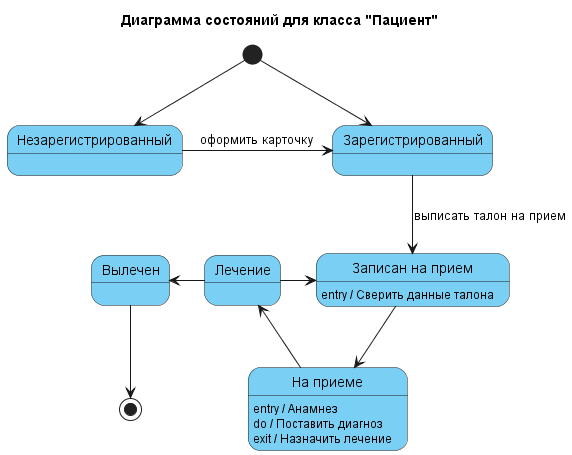 Диаграмма состояний для класса "Пациент"
Незарегистрированный
оформить карточку
Зарегистрированный
выписать талон на прием
Вылечен
Лечение
Записан на прием
entry / Сверить данные талона
На приеме
entry / Анамнез
do / Поставить диагноз
exit / Назначить лечение